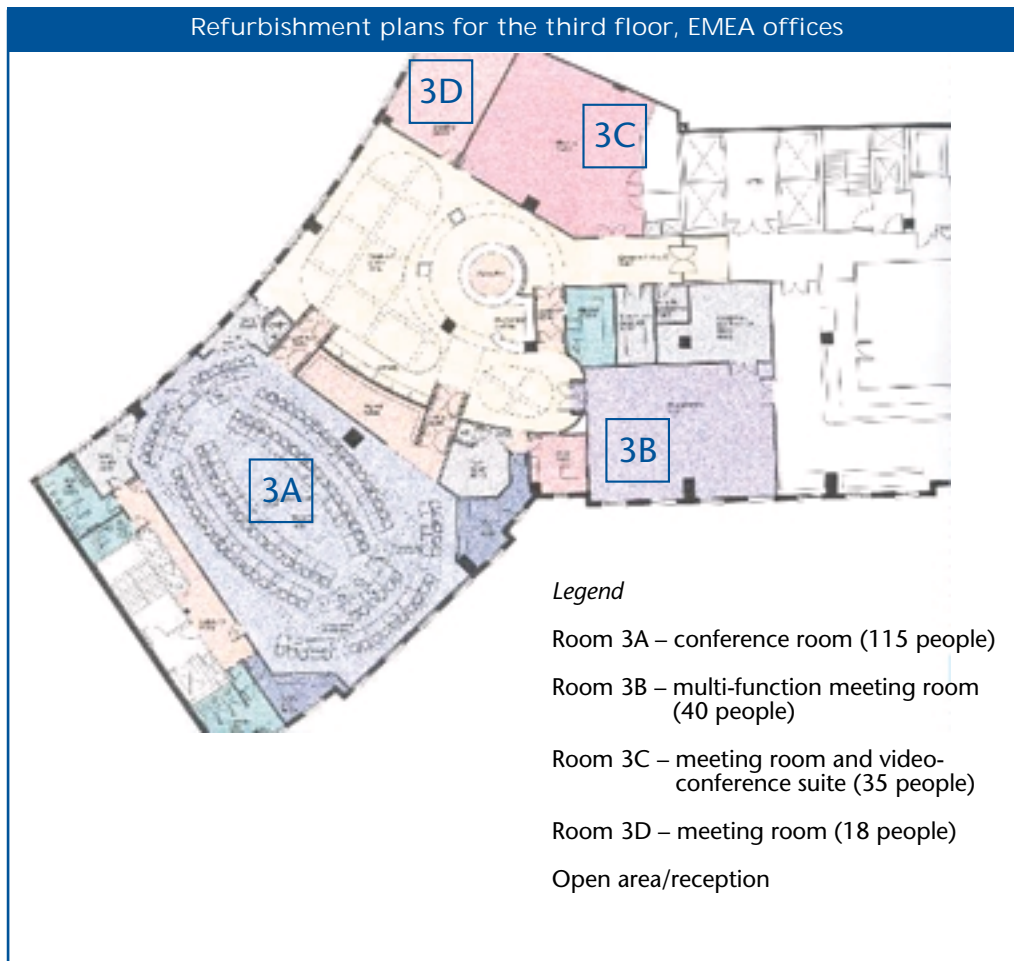 Refurbishment plans for the third floor, EMEA offices
3D
3C
3A
3B
Legend
Room 3A – conference room (115 people)
Room 3B – multi-function meeting room
(40 people)
Room 3C – meeting room and video-
conference suite (35 people)
Room 3D – meeting room (18 people)
Open area/reception